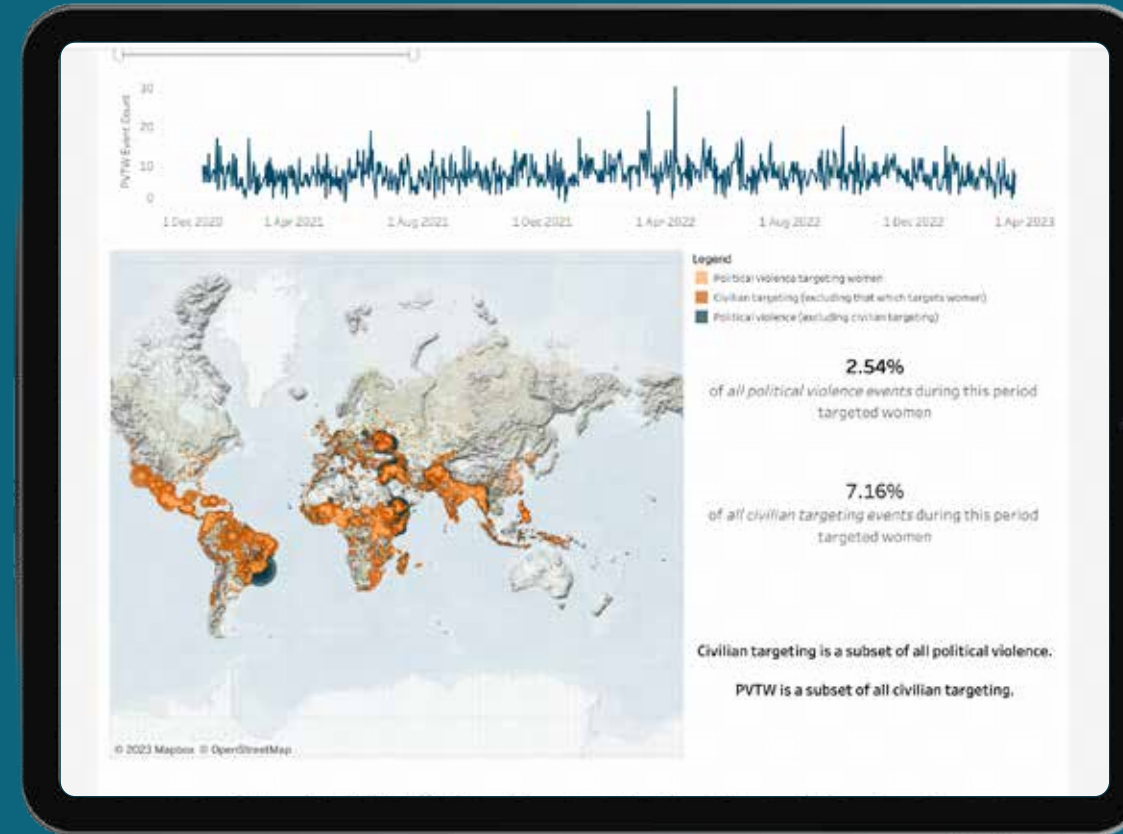 30
20
10
0
PVTW Event Count
1 Dec 2020
1 Apr 2021
1 Aug 2021
1 Dec 2021
1 Apr 2022
1 Aug 2022
1 Dec 2022
1 Apr 2023
Legend
Political violence targeting women
Civilian targeting (excluding that which targets women)
Political violence (excluding civilian targeting)
2.54%
of all political violence events during this period
targeted women
7.16%
of all civilian targeting events during this period
targeted women
Civilian targeting is a subset of all political violence.
PVTW is a subset of all civilian targeting.
© 2023 Mapbox © OpenStreetMap